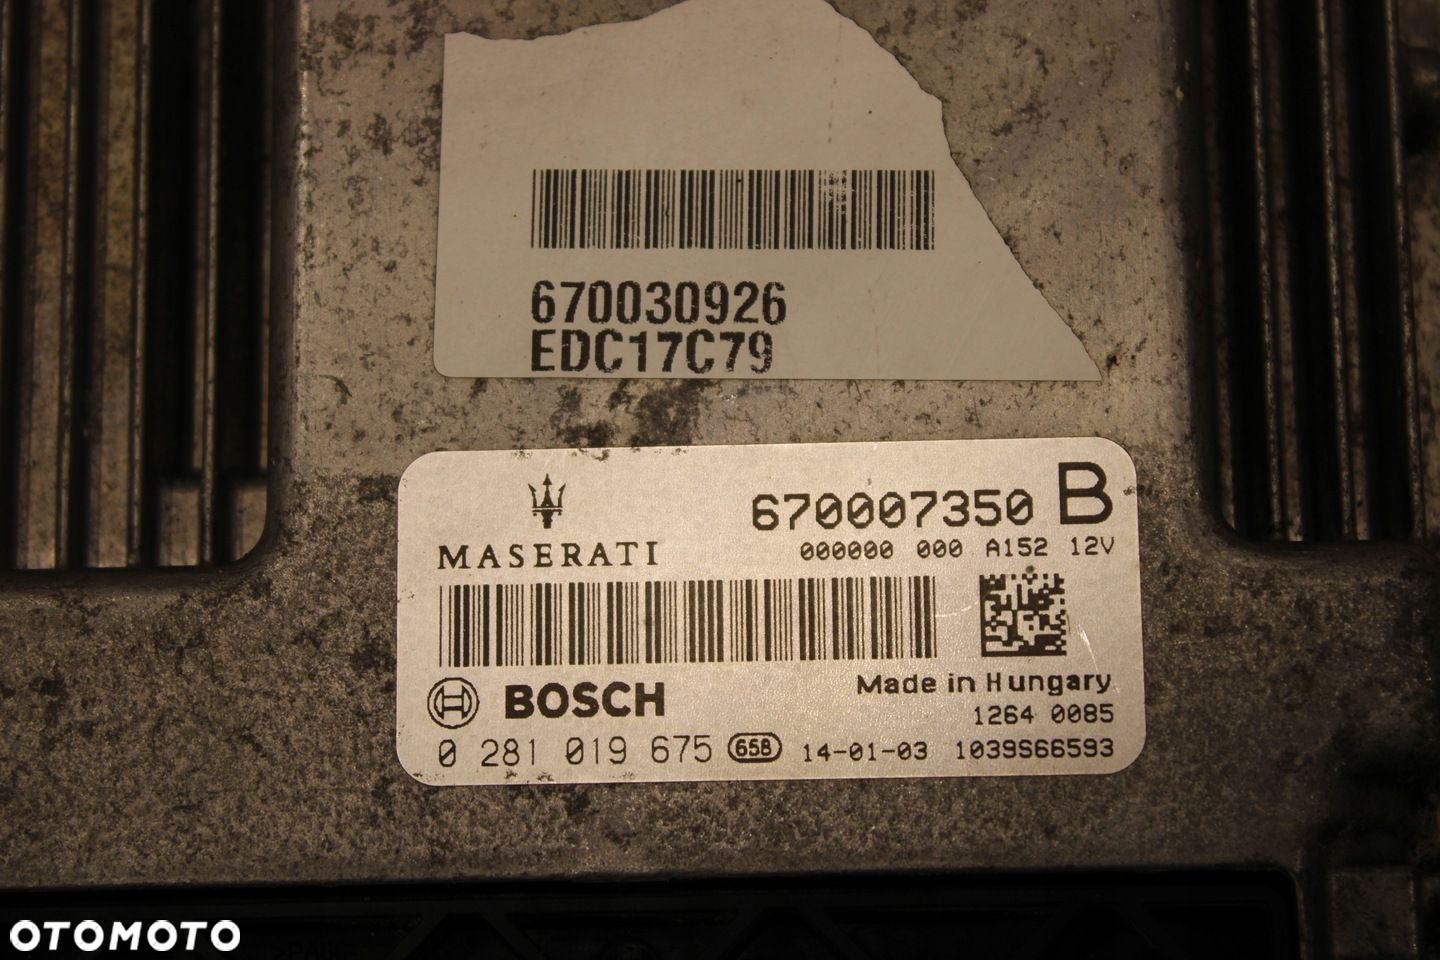 670030926
EDC17C79
MASERATI
670007350 B
000000 000 A152 12V
BOSCH
Made in Hungary
1264 0085
0 281 019 675 658 14-01-03 1039S66593
OTOMOTO